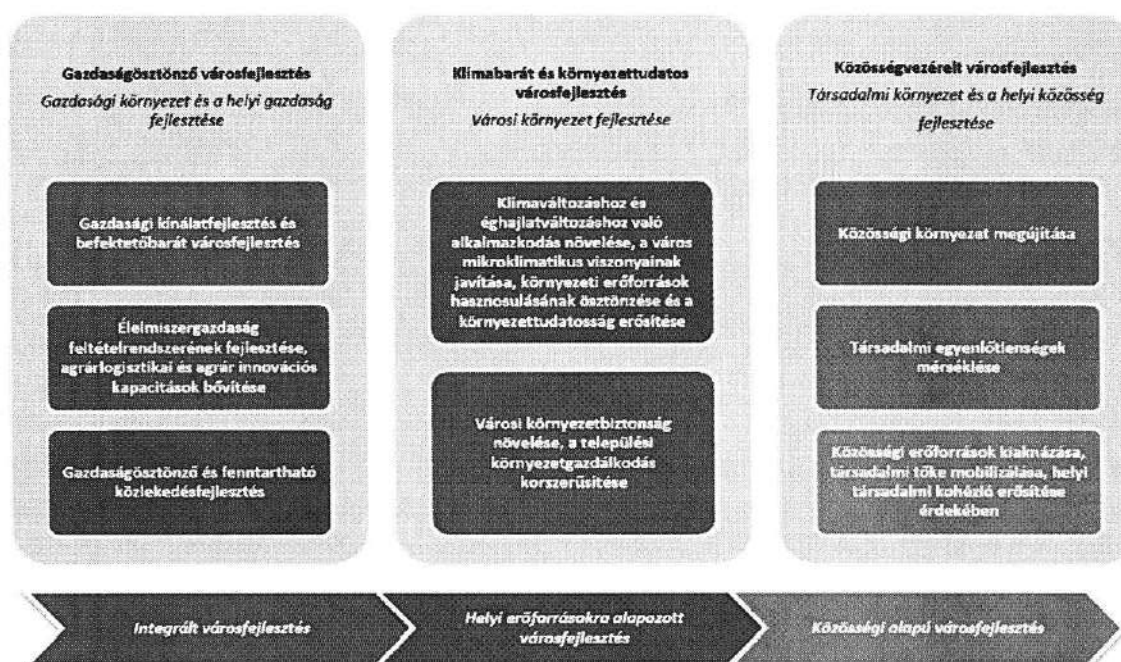 Gazdaságösztönző városfejlesztés
Gazdasági környezet és a helyi gazdaság
fejlesztése
Gazdasági kínálatfejlesztés és
befektetőbarát városfejlesztés
Élelmiszergazdaság
feltételrendszerének fejlesztése,
agrárlogisztikai és agrár innovációs
kapacitások bővítése
Gazdaságösztönző és fenntartható
közlekedésfejlesztés
Klímabarát és környezettudatos
városfejlesztés
Városi környezet fejlesztése
Klímaváltozáshoz és
éghajlatváltozáshoz való
alkalmazkodás növelése, a város
mikroklimatikus viszonyainak
javítása, környezeti erőforrások
hasznosulásának ösztönzése és a
környezettudatosság erősítése
Városi környezetbiztonság
növelése, a települési
környezetgazdálkodás
korszerűsítése
Közösségvezérelt városfejlesztés
Társadalmi környezet és a helyi közösség
fejlesztése
Közösségi környezet megújítása
Társadalmi egyenlőtlenségek
mérséklése
Közösségi erőforrások kiaknázása,
társadalmi tőke mobilizálása, helyi
társadalmi kohézió erősítése
érdekében
Integrált városfejlesztés
Helyi erőforrásokra alapozott
városfejlesztés
Közösségi alapú városfejlesztés